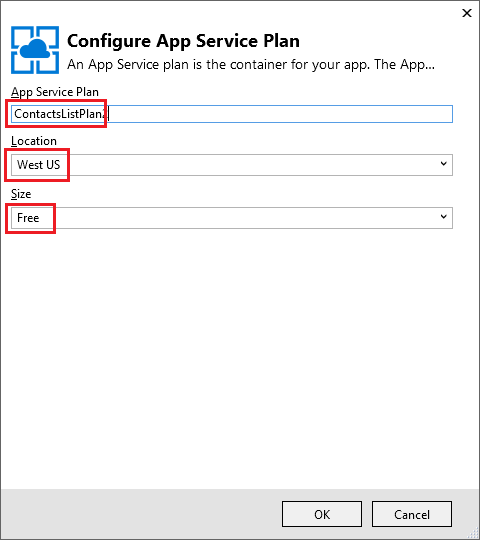 Configure App Service Plan
An App Service plan is the container for your app. The App...
App Service Plan
ContactsListPlan
Location
West US
Size
Free
OK
Cancel